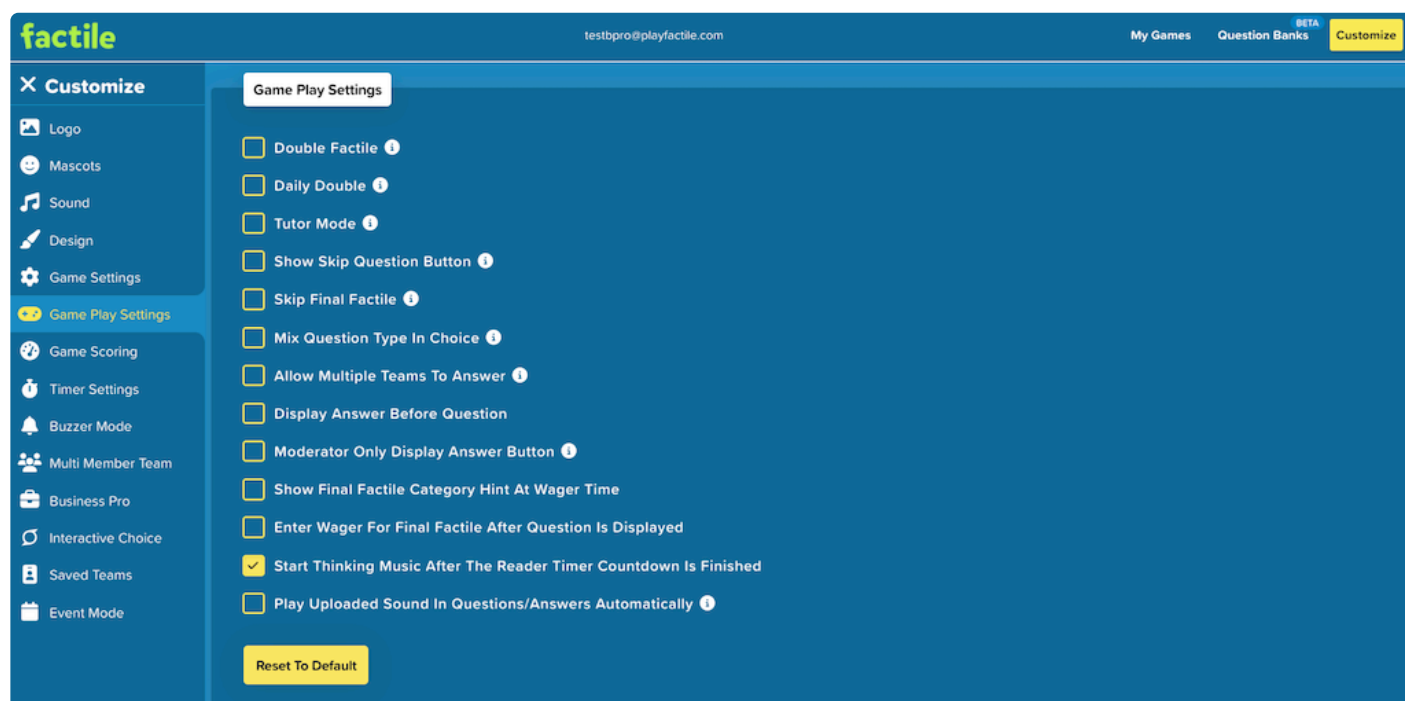 factile
testbpro@playfactile.com
My Games
Question Banks
BETA
Customize
Customize
Logo
Mascots
Sound
Design
Game Settings
Game Play Settings
Game Scoring
Timer Settings
Buzzer Mode
Multi Member Team
Business Pro
Interactive Choice
Saved Teams
Event Mode
Game Play Settings
Double Factile
Daily Double
Tutor Mode
Show Skip Question Button
Skip Final Factile
Mix Question Type In Choice
Allow Multiple Teams To Answer
Display Answer Before Question
Moderator Only Display Answer Button
Show Final Factile Category Hint At Wager Time
Enter Wager For Final Factile After Question Is Displayed
Start Thinking Music After The Reader Timer Countdown Is Finished
Play Uploaded Sound In Questions/Answers Automatically
Reset To Default